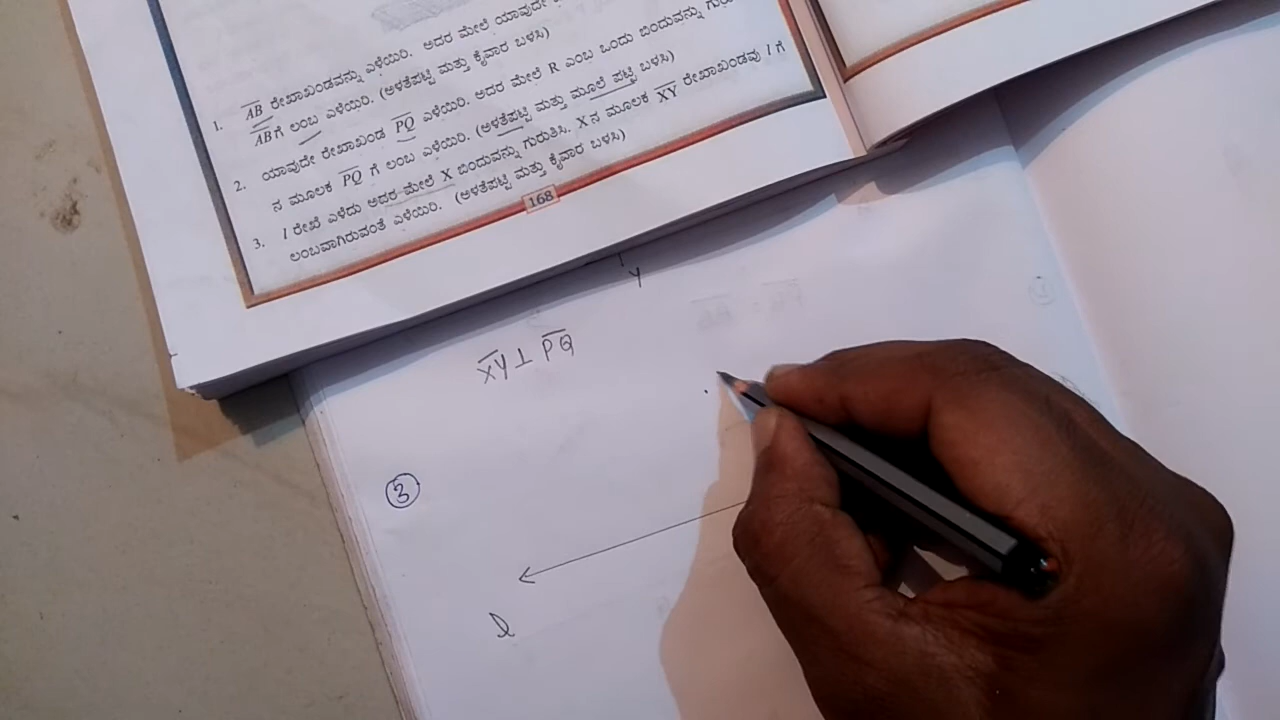 1. AB ರೇಖಾಖಂಡವನ್ನು ಎಳೆಯಿರಿ. ಅದರ ಮೇಲೆ ಯಾವುದೇ
ABಗೆ ಲಂಬ ಎಳೆಯಿರಿ. (ಅಳತೆಪಟ್ಟಿ ಮತ್ತು ಕೈವಾರ ಬಳಸಿ)
2. ಯಾವುದೇ ರೇಖಾಖಂಡ PQ ಎಳೆಯಿರಿ. ಅದರ ಮೇಲೆ R ಎಂಬ ಒಂದು ಬಿಂದುವನ್ನು
ನ ಮೂಲಕ PQ ಗೆ ಲಂಬ ಎಳೆಯಿರಿ. (ಅಳತೆಪಟ್ಟಿ ಮತ್ತು ಮೂಲೆ ಪಟ್ಟಿ ಬಳಸಿ)
3. l ರೇಖೆ ಎಳೆದು ಅದರ ಮೇಲೆ X ಬಿಂದುವನ್ನು ಗುರುತಿಸಿ. X ನ ಮೂಲಕ XY ರೇಖಾಖಂಡವು l ಗೆ
ಲಂಬವಾಗಿರುವಂತೆ ಎಳೆಯಿರಿ. (ಅಳತೆಪಟ್ಟಿ ಮತ್ತು ಕೈವಾರ ಬಳಸಿ)
168
Y
XY ⊥ PQ
3
l